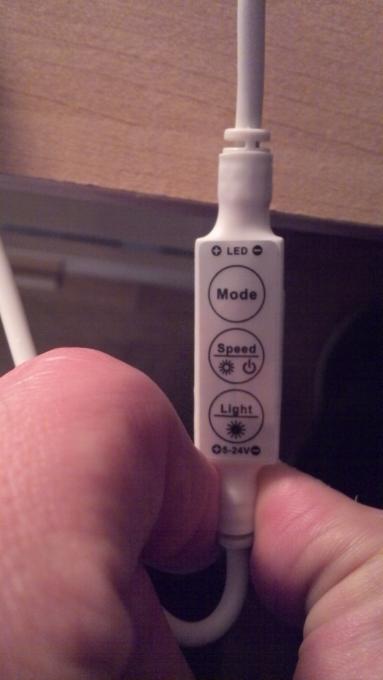 + LED -
Mode
Speed
Light
+5-24V-